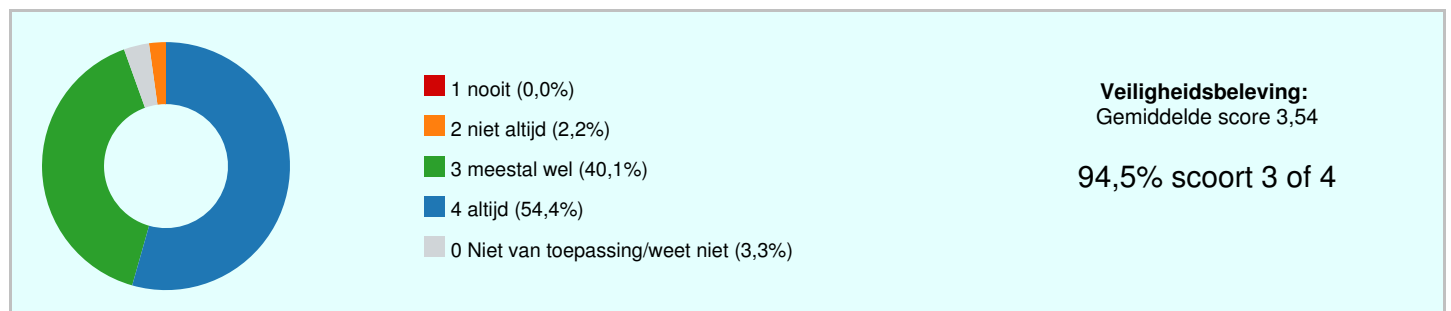 1 nooit (0,0%)
2 niet altijd (2,2%)
3 meestal wel (40,1%)
4 altijd (54,4%)
0 Niet van toepassing/weet niet (3,3%)
Veiligheidsbeleving:
Gemiddelde score 3,54
94,5% scoort 3 of 4